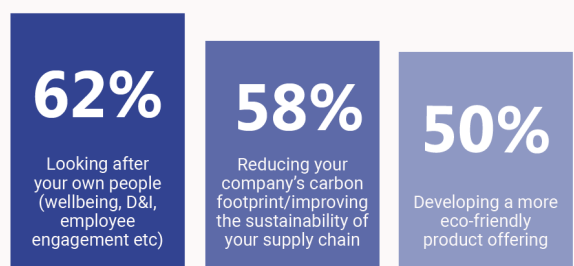 62%
Looking after
your own people
(wellbeing, D&I,
employee
engagement etc)
58%
Reducing your
company's carbon
footprint/improving
the sustainability of
your supply chain
50%
Developing a more
eco-friendly
product offering